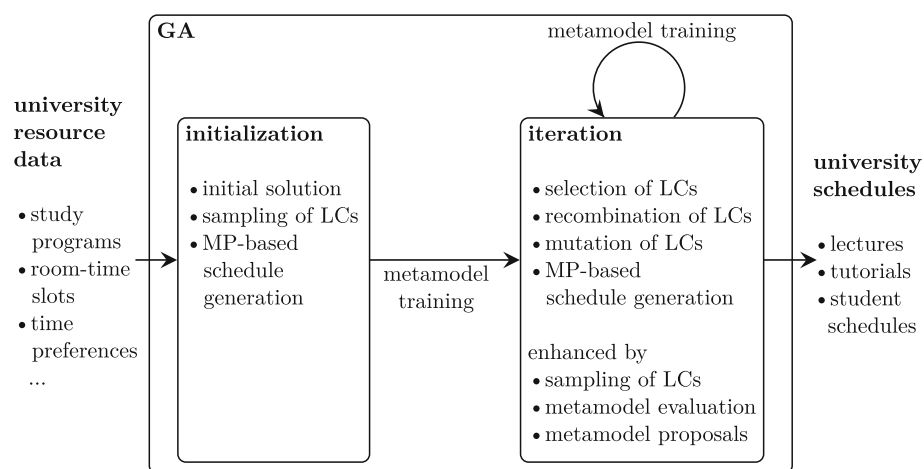 GA
metamodel training
university
resource
data
• study
programs
• room-time
slots
• time
preferences
...
initialization
• initial solution
• sampling of LCs
• MP-based
schedule
generation
metamodel
training
iteration
• selection of LCs
• recombination of LCs
• mutation of LCs
• MP-based
schedule generation
enhanced by
• sampling of LCs
• metamodel evaluation
• metamodel proposals
university
schedules
• lectures
• tutorials
• student
schedules